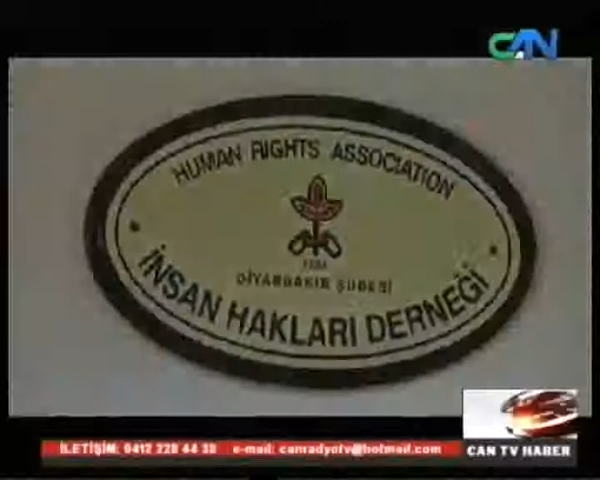 CAN
HUMAN RIGHTS ASSOCIATION
DİYARBAKIR ŞUBESİ
İNSAN HAKLARI DERNEĞİ
İLETİŞİM: 0412 228 44 38 e-mail: canradyotv@hotmail.com
CAN TV HABER